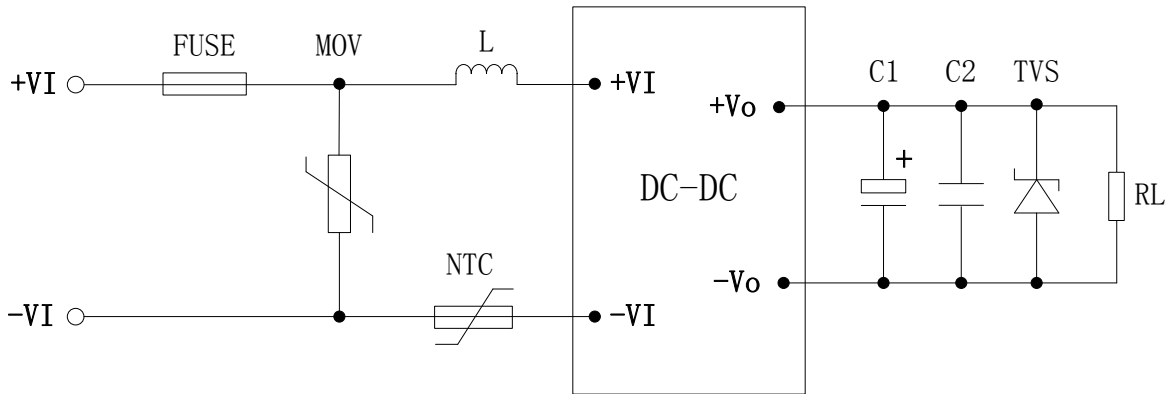 FUSE
MOV
L
+VI
+VI
C1
C2
TVS
+Vo
+
DC-DC
RL
NTC
-Vo
-VI
-VI